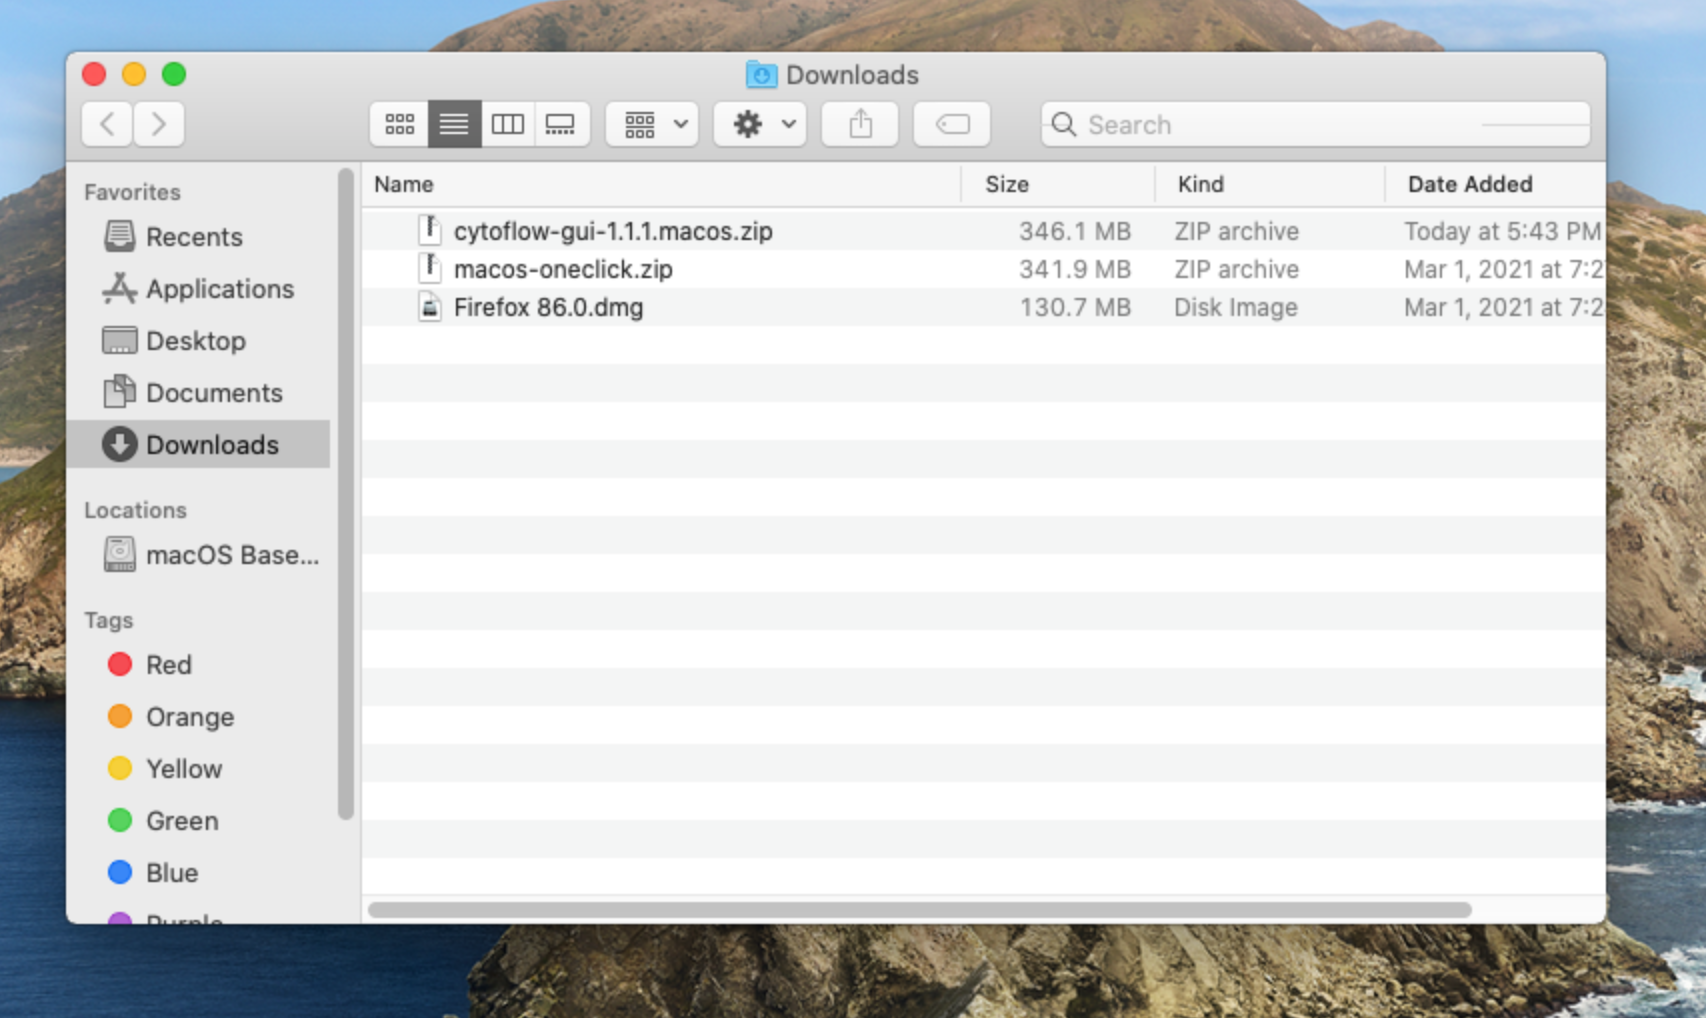 Downloads
Search
Favorites
Recents
Applications
Desktop
Documents
Downloads
Locations
macOS Base...
Tags
Red
Orange
Yellow
Green
Blue
Purple
Name Size Kind Date Added
cytoflow-gui-1.1.1.macos.zip 346.1 MB ZIP archive Today at 5:43 PM
macos-oneclick.zip 341.9 MB ZIP archive Mar 1, 2021 at 7:2
Firefox 86.0.dmg 130.7 MB Disk Image Mar 1, 2021 at 7:2